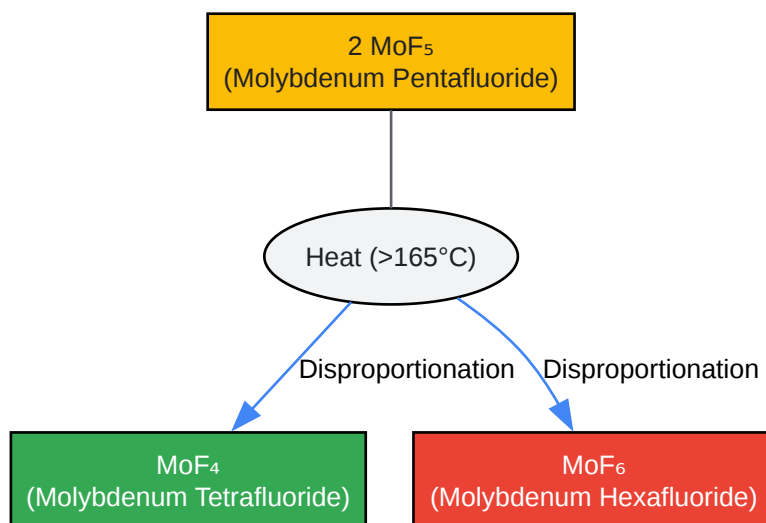 2 MoF₅
(Molybdenum Pentafluoride)
Heat (>165°C)
Disproportionation
Disproportionation
MoF₄
(Molybdenum Tetrafluoride)
MoF₆
(Molybdenum Hexafluoride)